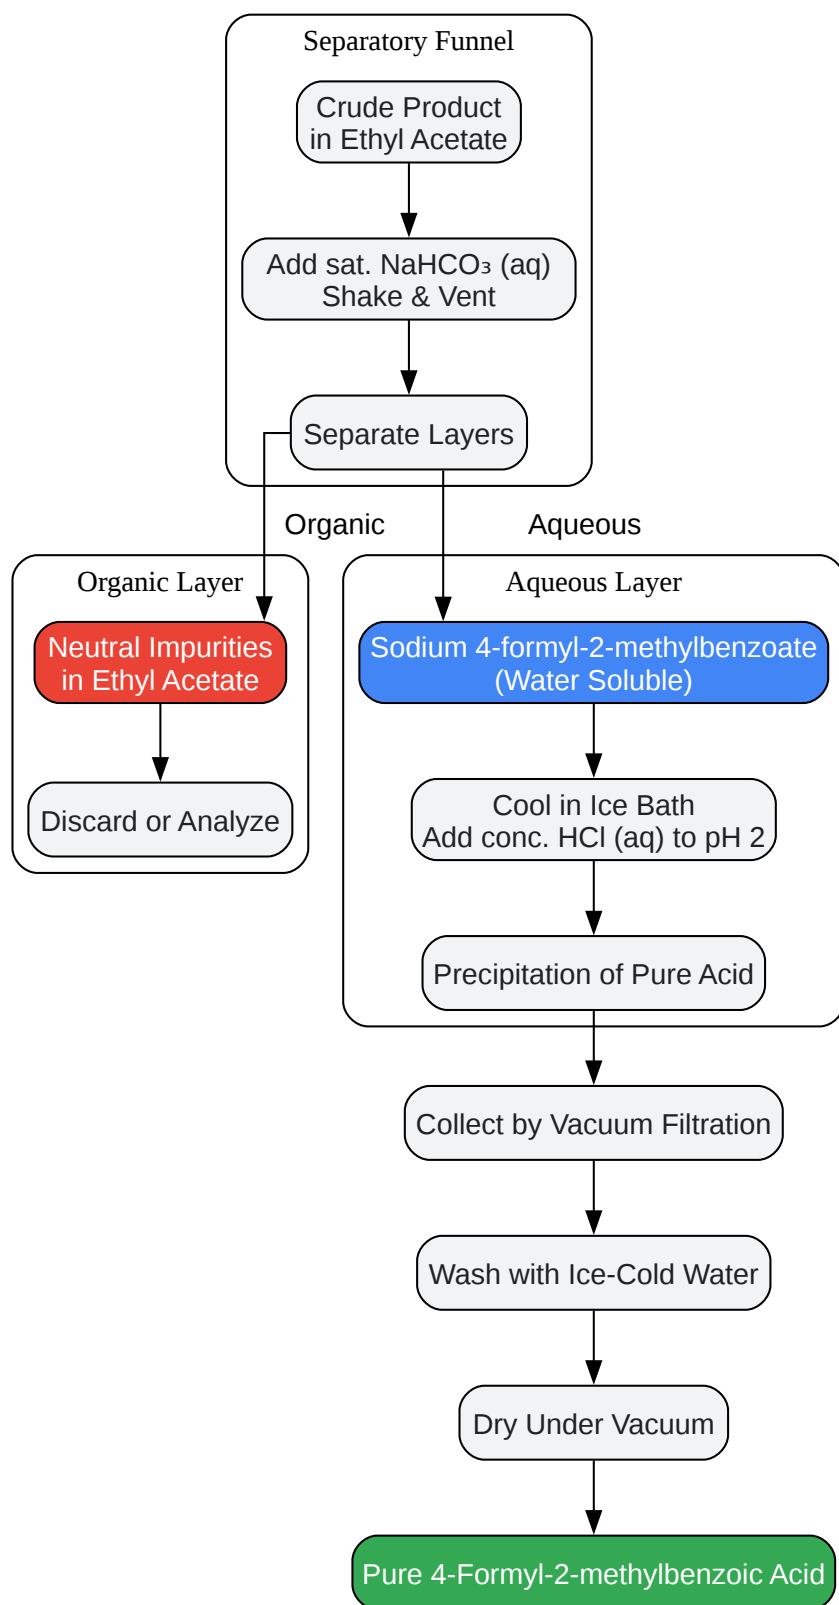 Separatory Funnel
Crude Product
in Ethyl Acetate
Add sat. NaHCO₃ (aq)
Shake & Vent
Separate Layers
Organic
Aqueous
Organic Layer
Neutral Impurities
in Ethyl Acetate
Discard or Analyze
Aqueous Layer
Sodium 4-formyl-2-methylbenzoate
(Water Soluble)
Cool in Ice Bath
Add conc. HCl (aq) to pH 2
Precipitation of Pure Acid
Collect by Vacuum Filtration
Wash with Ice-Cold Water
Dry Under Vacuum
Pure 4-Formyl-2-methylbenzoic Acid